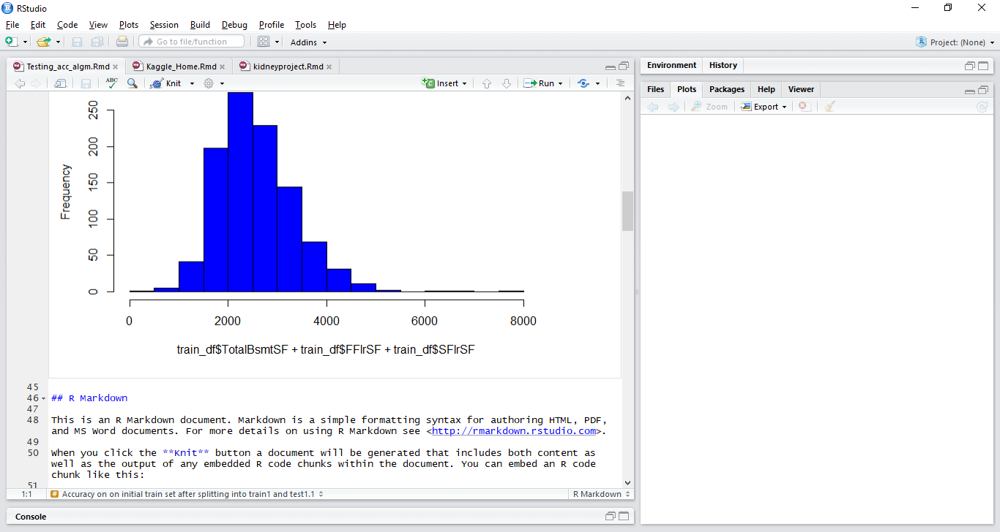 RStudio
File Edit Code View Plots Session Build Debug Profile Tools Help
Go to file/function Addins Project: (None)
Testing_acc_algm.Rmd Kaggle_Home.Rmd kidneyproject.Rmd
ABC Knit Insert Run
250
200
150
100
50
0
Frequency
0 2000 4000 6000 8000
train_df$TotalBsmtSF + train_df$FFlrSF + train_df$SFlrSF
45
46 ## R Markdown
47
48 This is an R Markdown document. Markdown is a simple formatting syntax for authoring HTML, PDF,
and MS Word documents. For more details on using R Markdown see <http://rmarkdown.rstudio.com>.
49
50 When you click the **Knit** button a document will be generated that includes both content as
well as the output of any embedded R code chunks within the document. You can embed an R code
chunk like this:
51
1:1 # Accuracy on on initial train set after splitting into train1 and test1.1 R Markdown
Console
Environment History
Files Plots Packages Help Viewer
Zoom Export